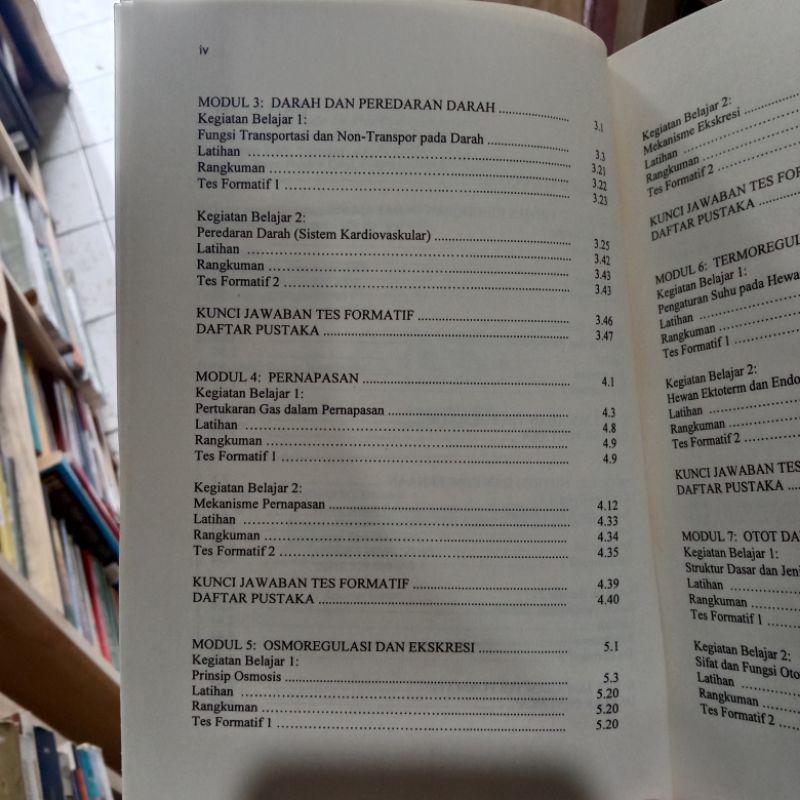 iv
MODUL 3: DARAH DAN PEREDARAN DARAH ........ 3.1
Kegiatan Belajar 1:
Fungsi Transportasi dan Non-Transpor pada Darah ........ 3.3
Latihan ........ 3.21
Rangkuman ........ 3.22
Tes Formatif 1 ........ 3.23
Kegiatan Belajar 2:
Peredaran Darah (Sistem Kardiovaskular) ........ 3.25
Latihan ........ 3.42
Rangkuman ........ 3.43
Tes Formatif 2 ........ 3.43
KUNCI JAWABAN TES FORMATIF ........ 3.46
DAFTAR PUSTAKA ........ 3.47
MODUL 4: PERNAPASAN ........ 4.1
Kegiatan Belajar 1:
Pertukaran Gas dalam Pernapasan ........ 4.3
Latihan ........ 4.8
Rangkuman ........ 4.9
Tes Formatif 1 ........ 4.9
Kegiatan Belajar 2:
Mekanisme Pernapasan ........ 4.12
Latihan ........ 4.33
Rangkuman ........ 4.34
Tes Formatif 2 ........ 4.35
KUNCI JAWABAN TES FORMATIF ........ 4.39
DAFTAR PUSTAKA ........ 4.40
MODUL 5: OSMOREGULASI DAN EKSKRESI ........ 5.1
Kegiatan Belajar 1:
Prinsip Osmosis ........ 5.3
Latihan ........ 5.20
Rangkuman ........ 5.20
Tes Formatif 1 ........ 5.20
Kegiatan Belajar 2:
Mekanisme Ekskresi ........
Latihan ........
Rangkuman ........
Tes Formatif 2 ........
KUNCI JAWABAN TES FORM
DAFTAR PUSTAKA ........
MODUL 6: TERMOREGUL
Kegiatan Belajar 1:
Pengaturan Suhu pada Hewa
Latihan ........
Rangkuman ........
Tes Formatif 1 ........
Kegiatan Belajar 2:
Hewan Ektoterm dan Endo
Latihan ........
Rangkuman ........
Tes Formatif 2 ........
KUNCI JAWABAN TES
DAFTAR PUSTAKA ....
MODUL 7: OTOT DA
Kegiatan Belajar 1:
Struktur Dasar dan Jeni
Latihan ........
Rangkuman ........
Tes Formatif 1 ........
Kegiatan Belajar 2:
Sifat dan Fungsi Oto
Latihan ........
Rangkuman ........
Tes Formatif 2 ....